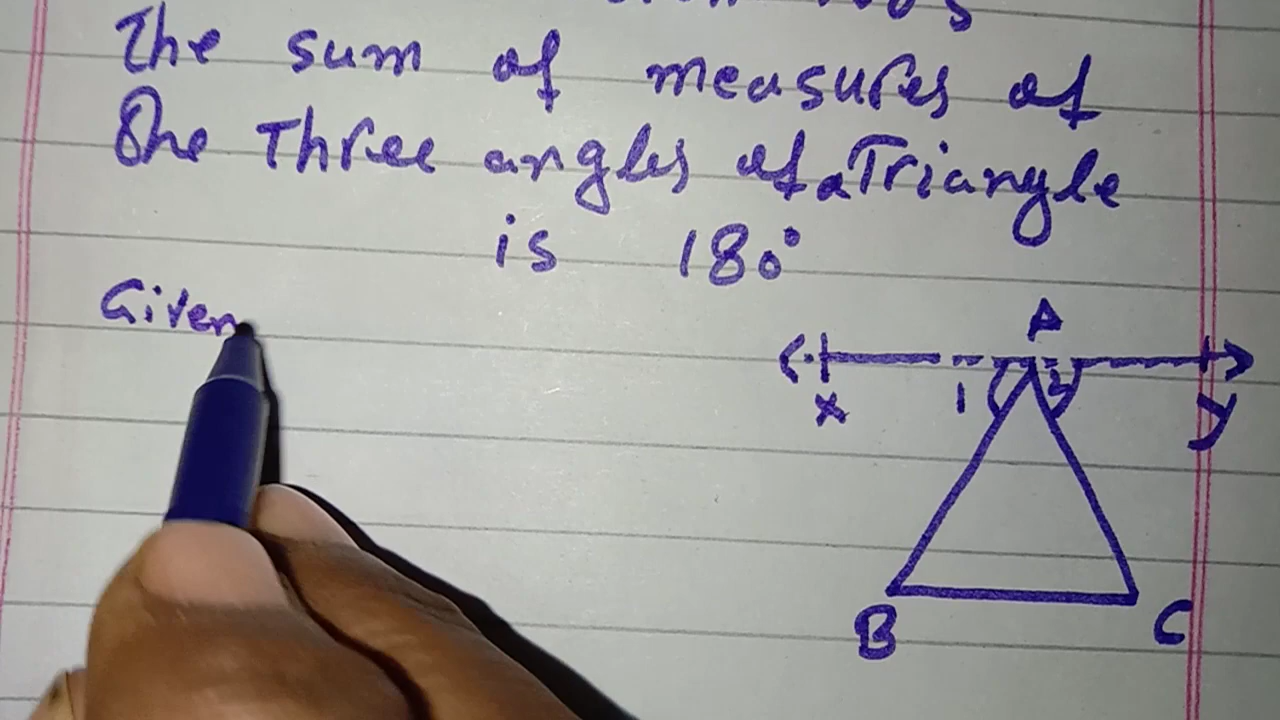 The sum of measures of
the Three angles of a Triangle
is 180°
Given
A
X 1 2 y
B C